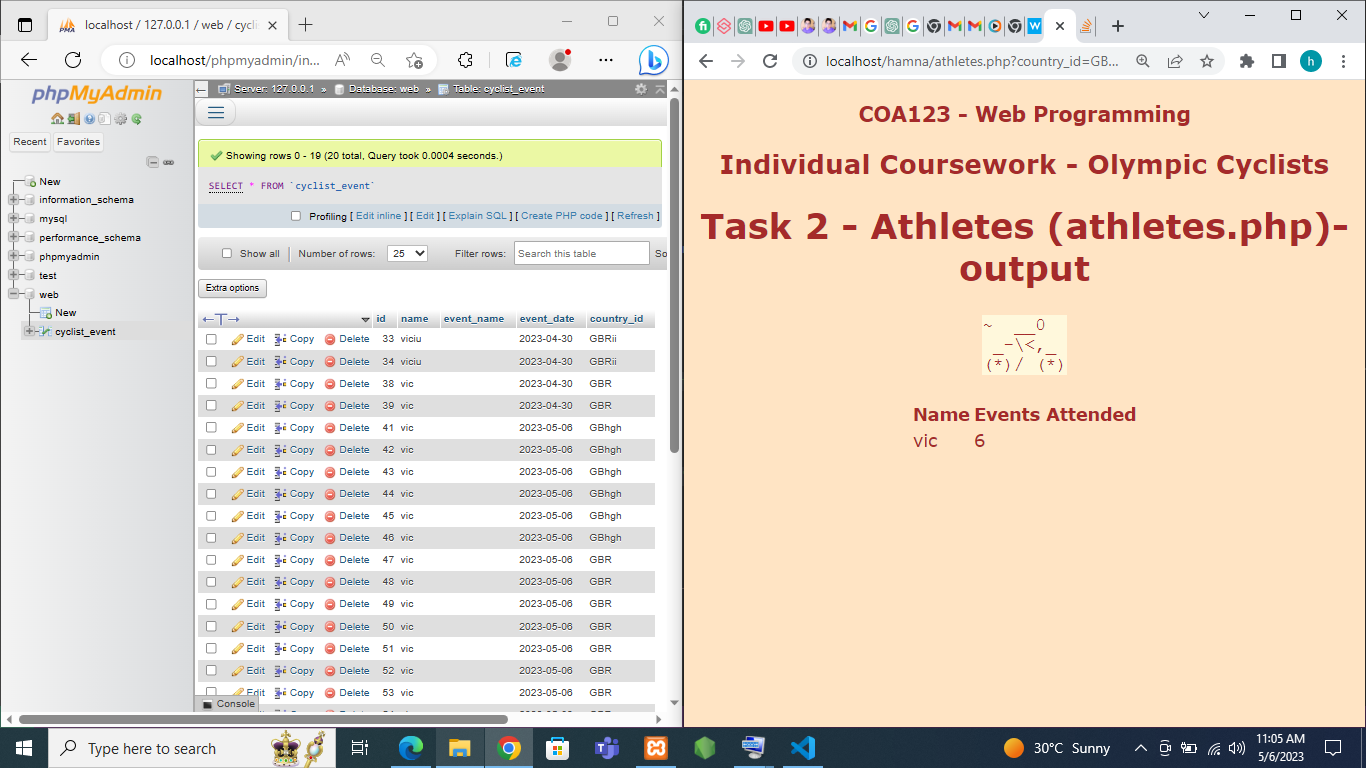 localhost / 127.0.0.1 / web / cycli
localhost/phpmyadmin/in...
phpMyAdmin
Recent
Favorites
New
information_schema
mysql
performance_schema
phpmyadmin
test
web
New
cyclist_event
Server: 127.0.0.1 » Database: web » Table: cyclist_event
Showing rows 0 - 19 (20 total, Query took 0.0004 seconds.)
SELECT * FROM `cyclist_event`
Profiling [ Edit inline ] [ Edit ] [ Explain SQL ] [ Create PHP code ] [ Refresh ]
Show all | Number of rows: 25 Filter rows: Search this table So
Extra options
id name event_name event_date country_id
Edit Copy Delete 33 viciu 2023-04-30 GBRii
Edit Copy Delete 34 viciu 2023-04-30 GBRii
Edit Copy Delete 38 vic 2023-04-30 GBR
Edit Copy Delete 39 vic 2023-04-30 GBR
Edit Copy Delete 41 vic 2023-05-06 GBhgh
Edit Copy Delete 42 vic 2023-05-06 GBhgh
Edit Copy Delete 43 vic 2023-05-06 GBhgh
Edit Copy Delete 44 vic 2023-05-06 GBhgh
Edit Copy Delete 45 vic 2023-05-06 GBhgh
Edit Copy Delete 46 vic 2023-05-06 GBhgh
Edit Copy Delete 47 vic 2023-05-06 GBR
Edit Copy Delete 48 vic 2023-05-06 GBR
Edit Copy Delete 49 vic 2023-05-06 GBR
Edit Copy Delete 50 vic 2023-05-06 GBR
Edit Copy Delete 51 vic 2023-05-06 GBR
Edit Copy Delete 52 vic 2023-05-06 GBR
Edit Copy Delete 53 vic 2023-05-06 GBR
Console
localhost/hamna/athletes.php?country_id=GB...
h
COA123 - Web Programming
Individual Coursework - Olympic Cyclists
Task 2 - Athletes (athletes.php)-
output
~  __0
_-\<,_
(*)/ (*)
Name Events Attended
vic 6
Type here to search
30°C Sunny
11:05 AM
5/6/2023